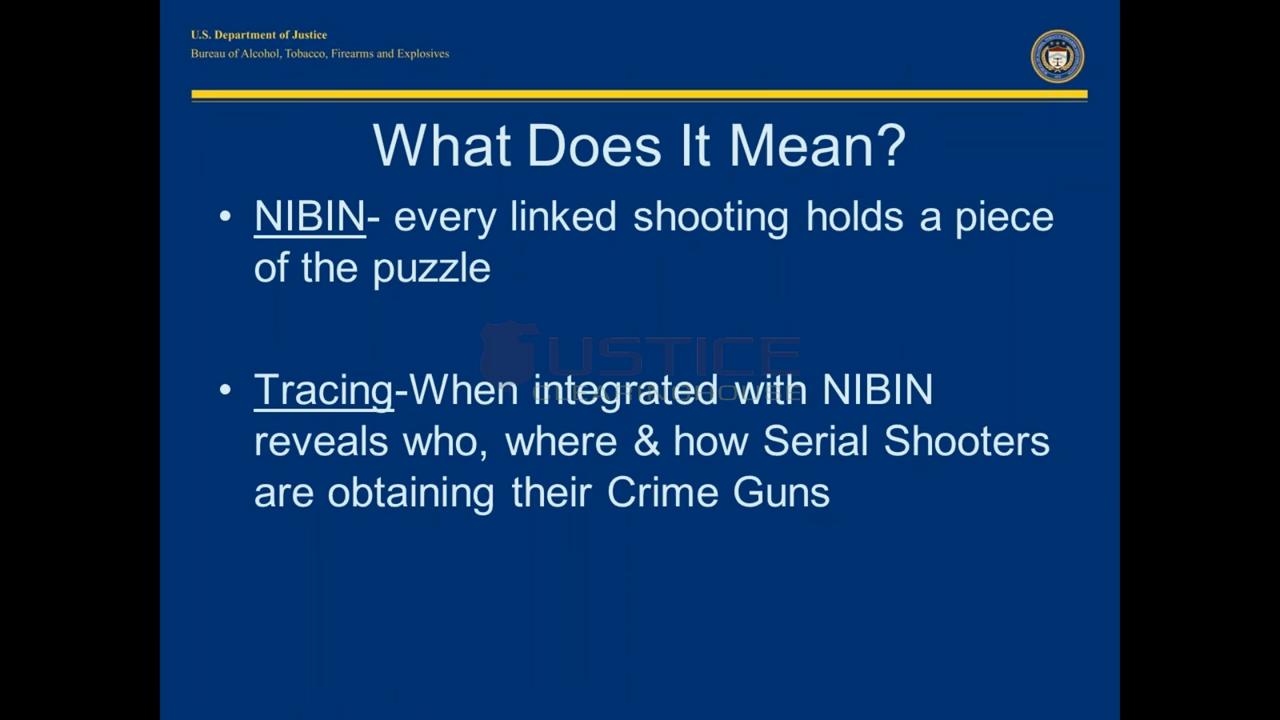 U.S. Department of Justice
Bureau of Alcohol, Tobacco, Firearms and Explosives
What Does It Mean?
• NIBIN- every linked shooting holds a piece
of the puzzle
JUSTICE
CLEARINGHOUSE
• Tracing-When integrated with NIBIN
reveals who, where & how Serial Shooters
are obtaining their Crime Guns